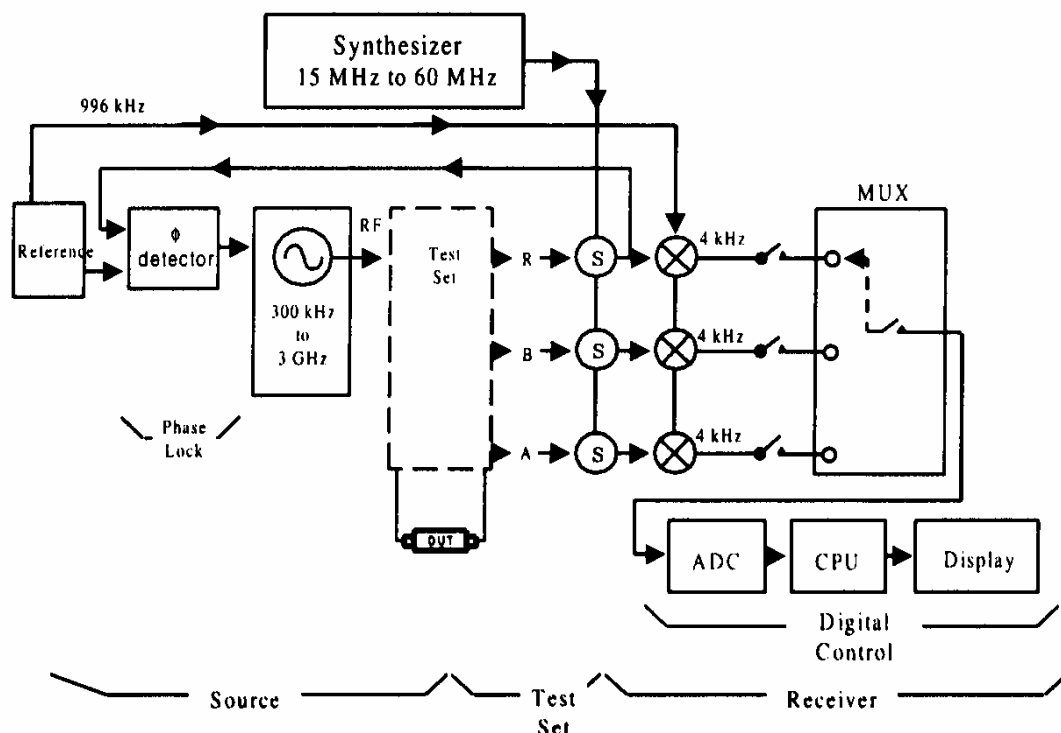 Synthesizer
15 MHz to 60 MHz
996 kHz
MUX
Reference
ϕ
detector
RF
300 kHz
to
3 GHz
Test
Set
R
S
4 kHz
B
S
4 kHz
A
S
4 kHz
Phase
Lock
DUT
ADC
CPU
Display
Digital
Control
Source
Test
Set
Receiver